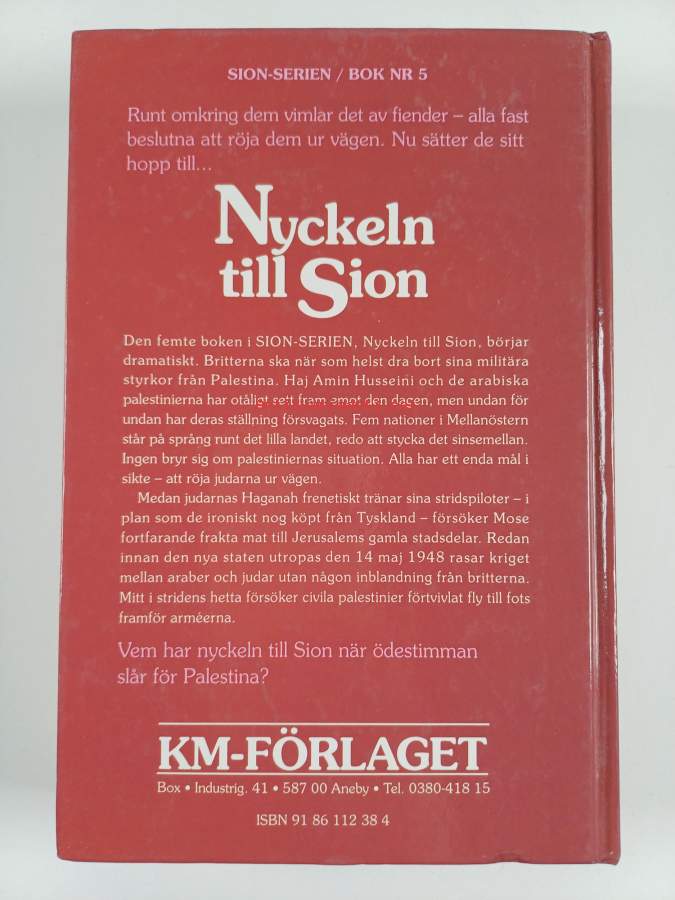 SION-SERIEN / BOK NR 5
Runt omkring dem vimlar det av fiender – alla fast
beslutna att röja dem ur vägen. Nu sätter de sitt
hopp till...
Nyckeln
till Sion
Den femte boken i SION-SERIEN, Nyckeln till Sion, börjar
dramatiskt. Britterna ska när som helst dra bort sina militära
styrkor från Palestina. Haj Amin Husseini och de arabiska
palestinierna har otåligt sett fram emot den dagen, men undan för
undan har deras ställning försvagats. Fem nationer i Mellanöstern
står på språng runt det lilla landet, redo att stycka det sinsemellan.
Ingen bryr sig om palestiniernas situation. Alla har ett enda mål i
sikte – att röja judarna ur vägen.
Medan judarnas Haganah frenetiskt tränar sina stridspiloter – i
plan som de ironiskt nog köpt från Tyskland – försöker Mose
fortfarande frakta mat till Jerusalems gamla stadsdelar. Redan
innan den nya staten utropas den 14 maj 1948 rasar kriget
mellan araber och judar utan någon inblandning från britterna.
Mitt i stridens hetta försöker civila palestinier förtvivlat fly till fots
framför arméerna.
Vem har nyckeln till Sion när ödestimman
slår för Palestina?
KM-FÖRLAGET
Box • Industrig. 41 • 587 00 Aneby • Tel. 0380-418 15
ISBN 91 86 112 38 4